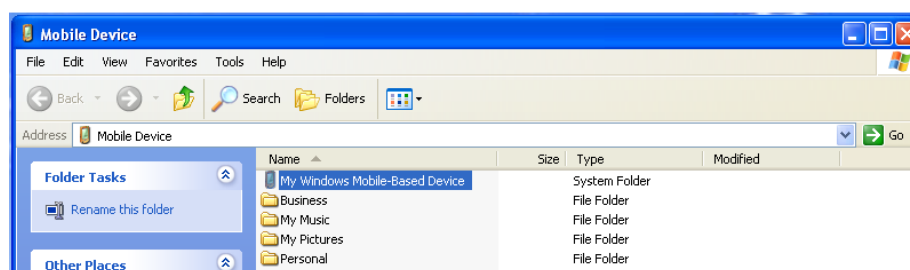 Mobile Device
File Edit View Favorites Tools Help
Back Search Folders
Address Mobile Device Go
Name Size Type Modified
Folder Tasks
Rename this folder
Other Places
My Windows Mobile-Based Device System Folder
Business File Folder
My Music File Folder
My Pictures File Folder
Personal File Folder